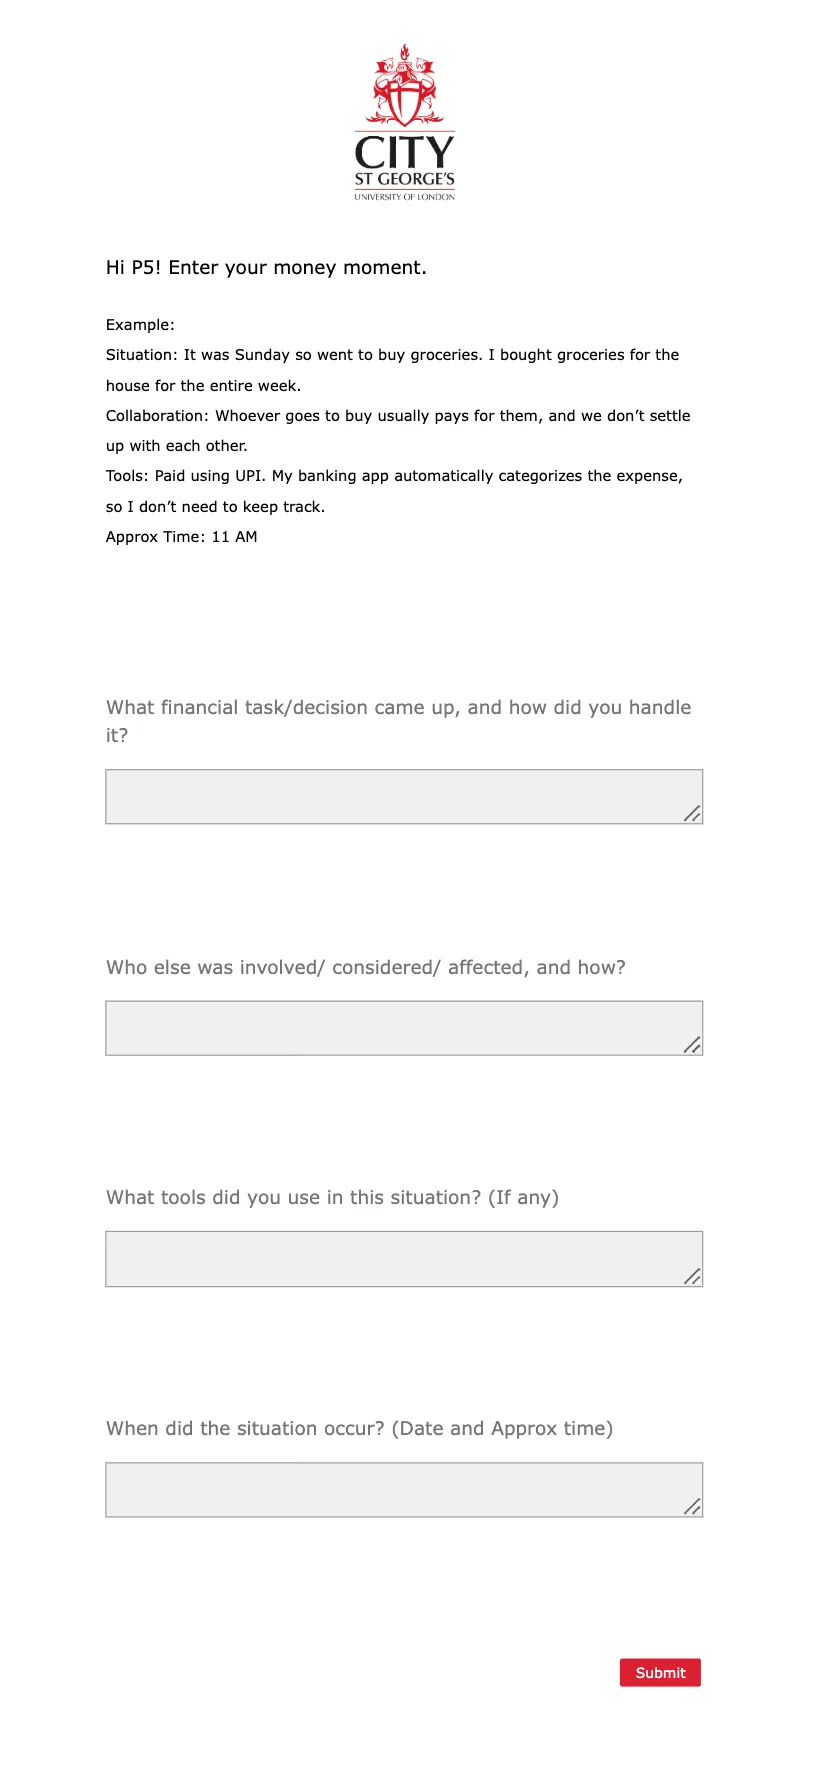 CITY
ST GEORGE'S
UNIVERSITY OF LONDON
Hi P5! Enter your money moment.
Example:
Situation: It was Sunday so went to buy groceries. I bought groceries for the
house for the entire week.
Collaboration: Whoever goes to buy usually pays for them, and we don’t settle
up with each other.
Tools: Paid using UPI. My banking app automatically categorizes the expense,
so I don’t need to keep track.
Approx Time: 11 AM
What financial task/decision came up, and how did you handle
it?
Who else was involved/ considered/ affected, and how?
What tools did you use in this situation? (If any)
When did the situation occur? (Date and Approx time)
Submit